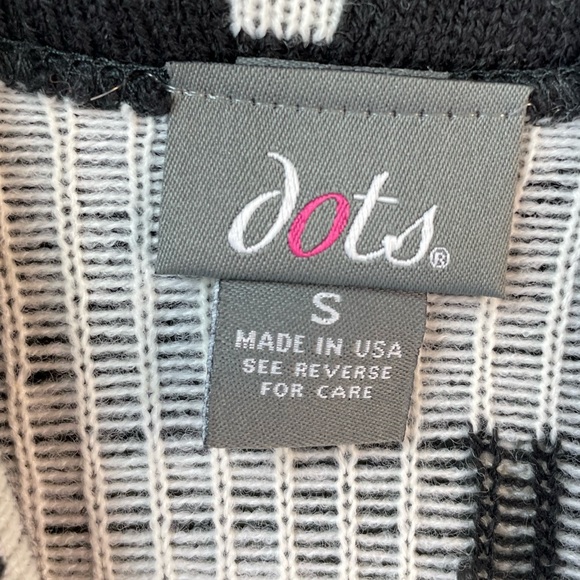 dots®
S
MADE IN USA
SEE REVERSE
FOR CARE